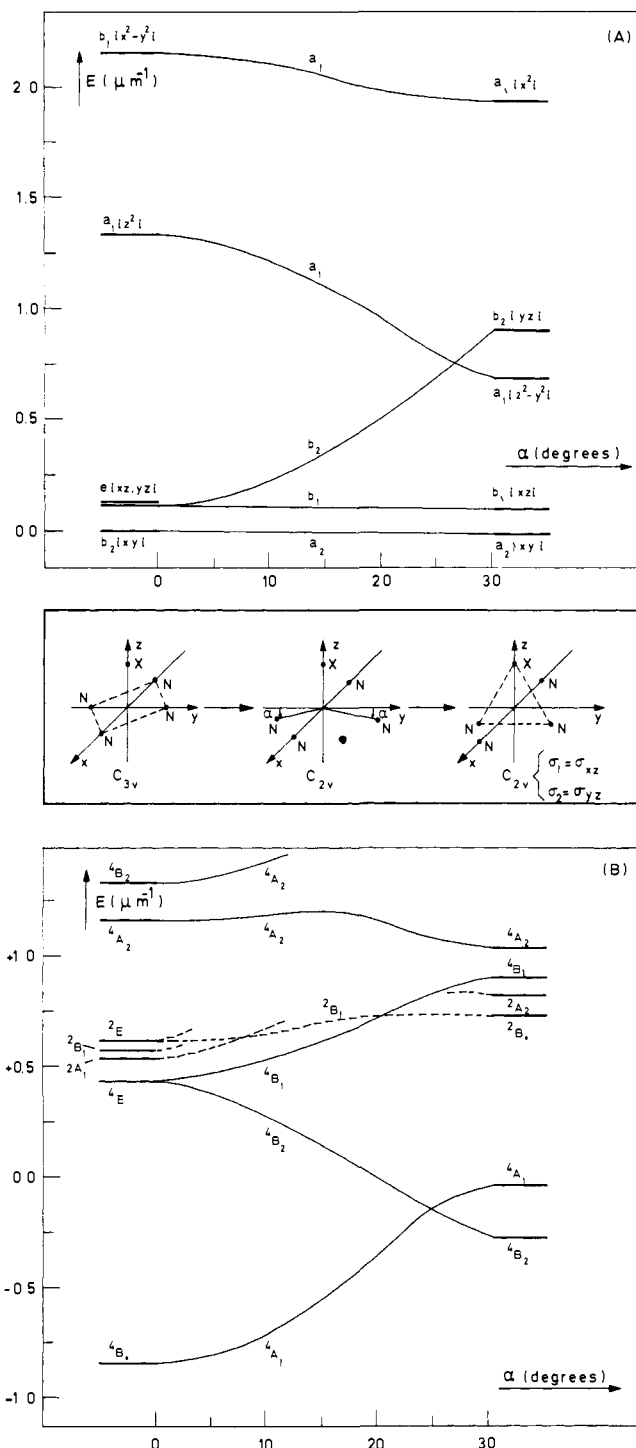 (A)
b₁ {x²-y²}
E (μm⁻¹)
a₁
a₁ {x²}
2.0
1.5
a₁ {z²}
a₁
b₂ {yz}
1.0
a₁ {z²-y²}
0.5
b₂
α (degrees)
e {xz, yz}
b₁
b₁ {xz}
0.0
b₂ {xy}
a₂
a₂ {xy}
0 10 20 30
z z z
X X X
N N N N y
α α N N N N y
N N N N y
x x x
C₃ᵥ C₂ᵥ C₂ᵥ { σ₁ = σxz
σ₂ = σyz
(B)
⁴B₂
⁴A₂
E (μm⁻¹)
⁴A₂ ⁴A₂ ⁴A₂
+1.0
⁴B₁
²E ²B₁ ²A₂
²B₁ ²B.
²A₁
+0.5
⁴E ⁴B₁
⁴B₂
0.0
⁴A₁
⁴B₂
-0.5
⁴B. ⁴A₁
α (degrees)
-1.0
0 10 20 30